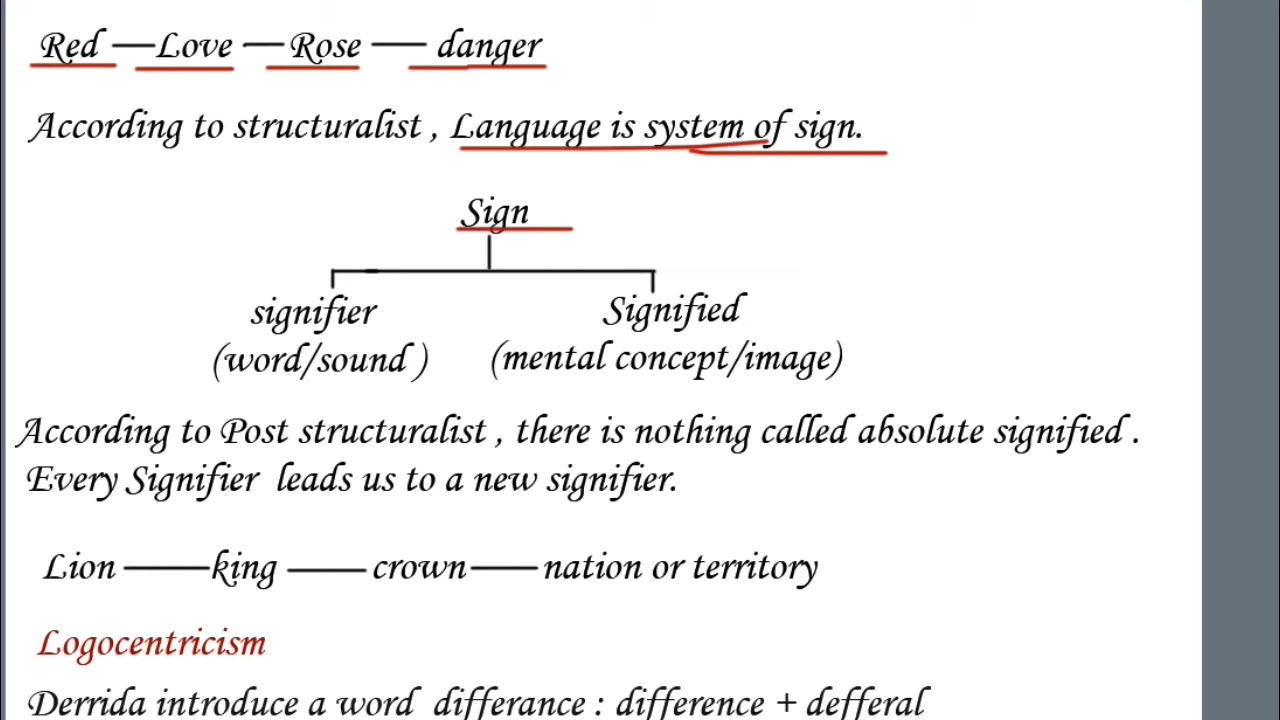 Red — Love — Rose — danger
According to structuralist , Language is system of sign.
Sign
signifier Signified
(word/sound ) (mental concept/image)
According to Post structuralist , there is nothing called absolute signified .
Every Signifier leads us to a new signifier.
Lion — king — crown — nation or territory
Logocentricism
Derrida introduce a word differance : difference + defferal